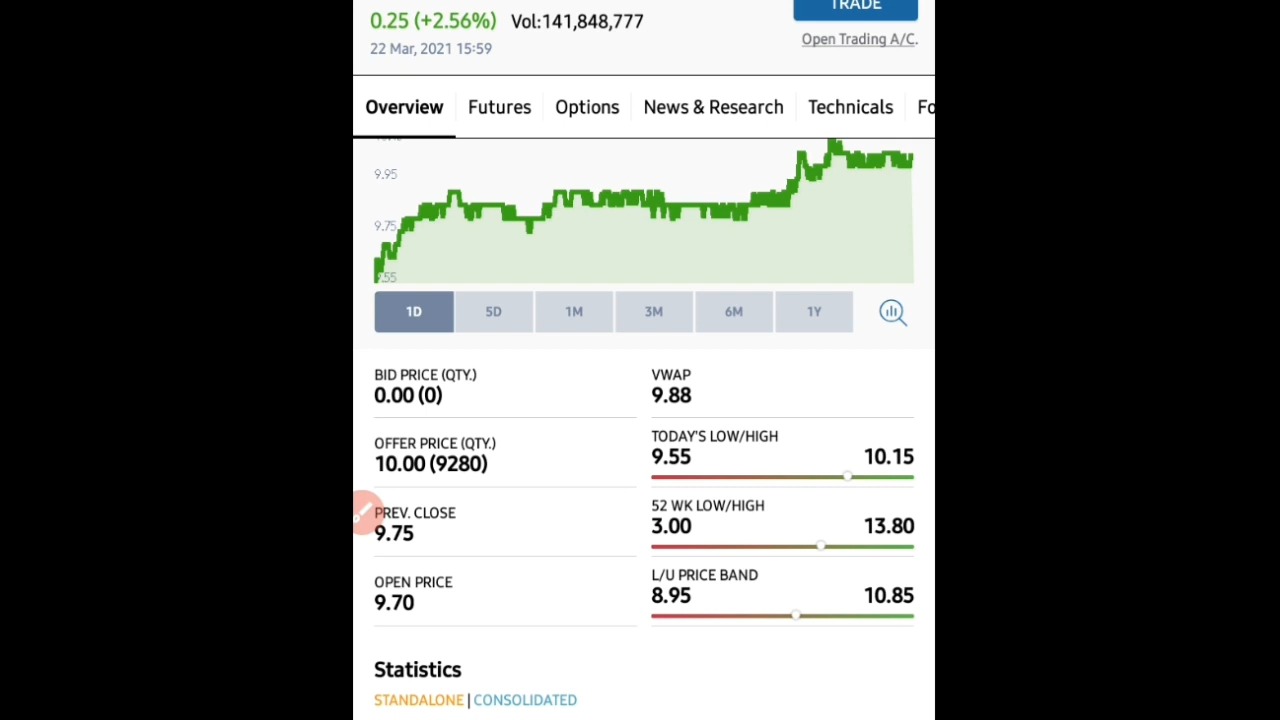 TRADE
0.25 (+2.56%) Vol:141,848,777
Open Trading A/C.
22 Mar, 2021 15:59
Overview Futures Options News & Research Technicals Fo
9.95
9.75
9.55
1D 5D 1M 3M 6M 1Y
BID PRICE (QTY.) VWAP
0.00 (0) 9.88
OFFER PRICE (QTY.) TODAY'S LOW/HIGH
10.00 (9280) 9.55 10.15
PREV. CLOSE 52 WK LOW/HIGH
9.75 3.00 13.80
OPEN PRICE L/U PRICE BAND
9.70 8.95 10.85
Statistics
STANDALONE | CONSOLIDATED